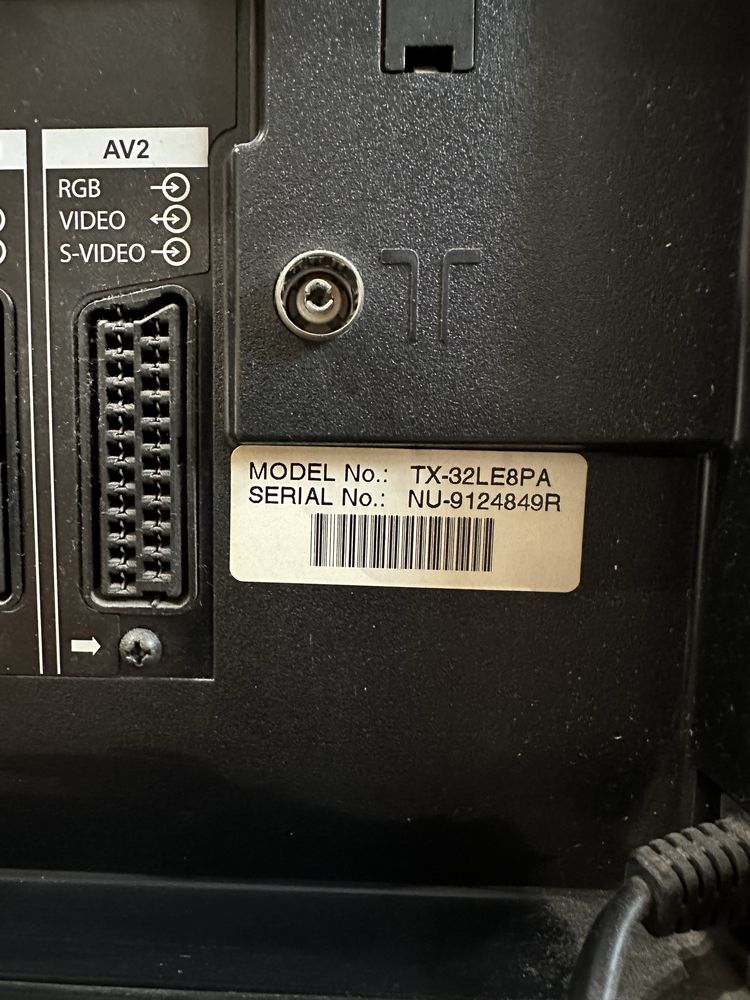 AV2
RGB
VIDEO
S-VIDEO
MODEL No.: TX-32LE8PA
SERIAL No.: NU-9124849R